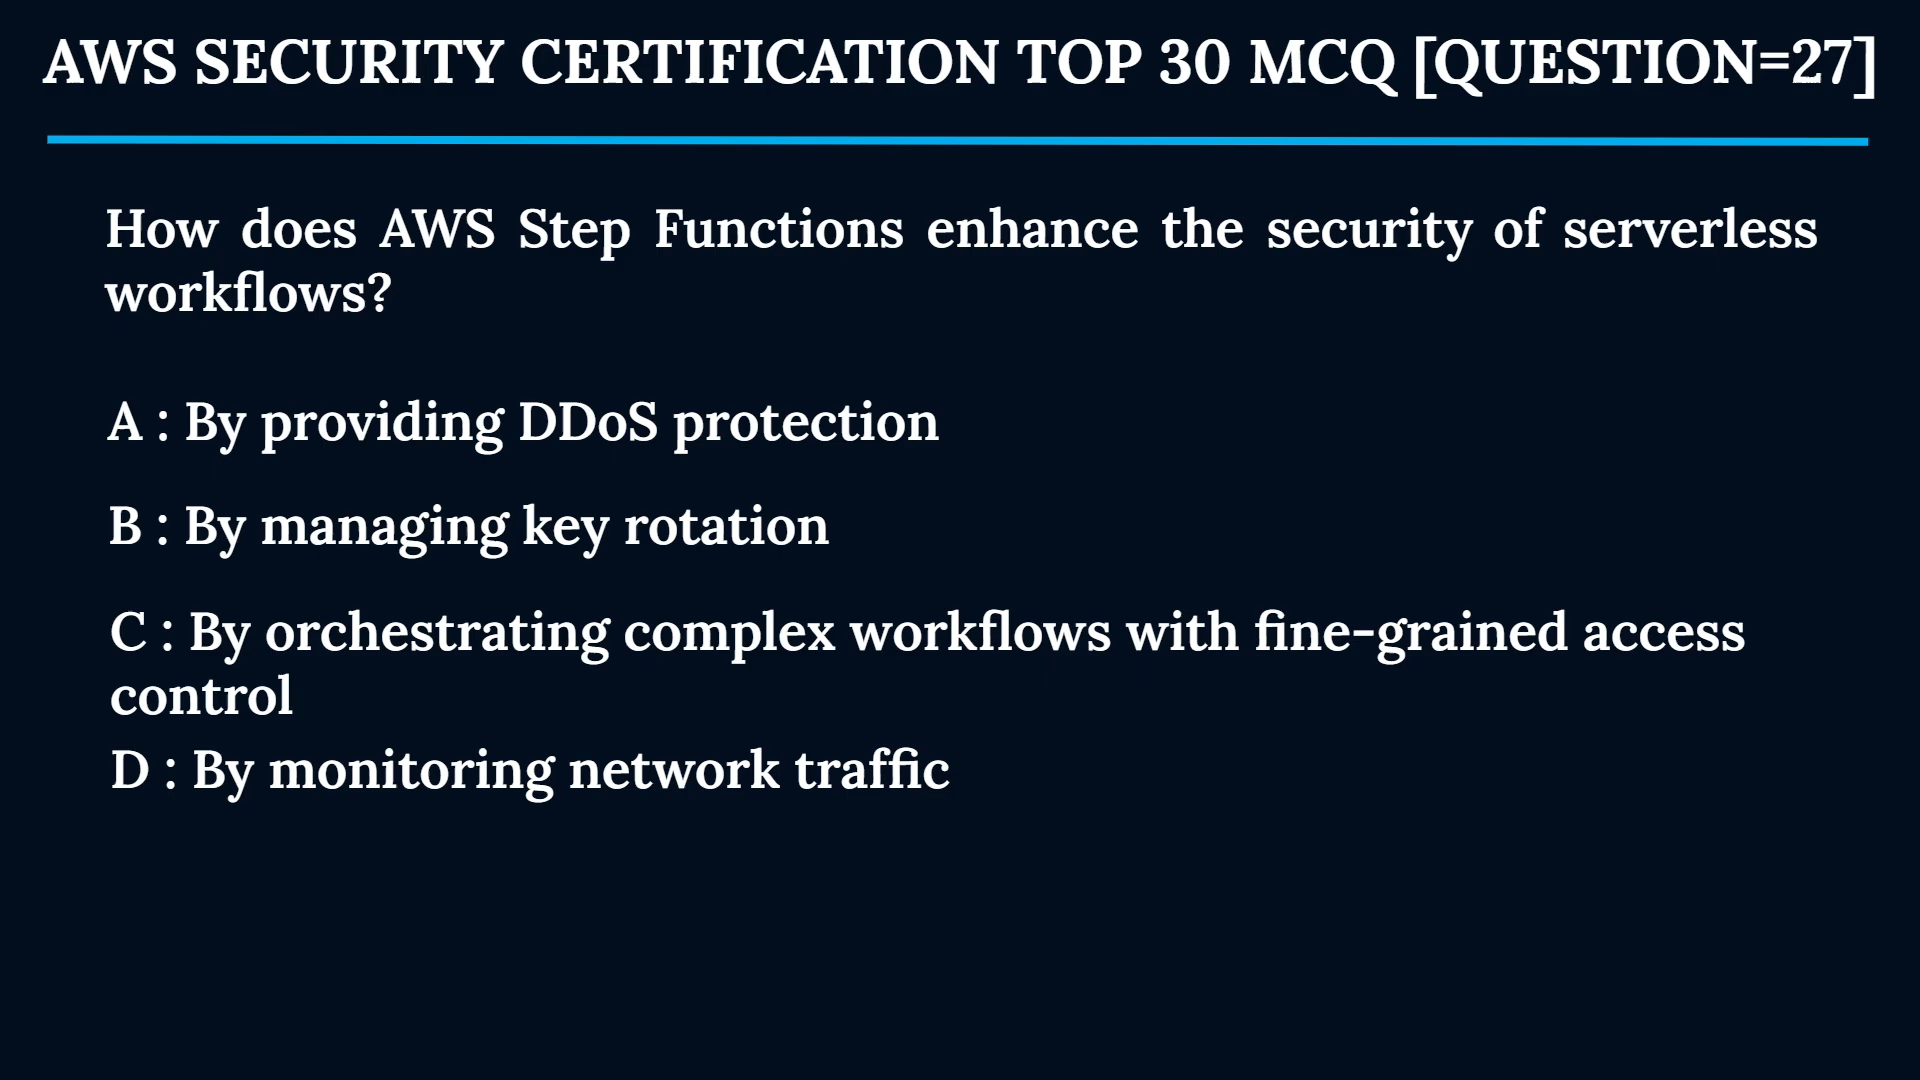 AWS SECURITY CERTIFICATION TOP 30 MCQ [QUESTION=27]
How does AWS Step Functions enhance the security of serverless
workflows?
A : By providing DDoS protection
B : By managing key rotation
C : By orchestrating complex workflows with fine-grained access
control
D : By monitoring network traffic